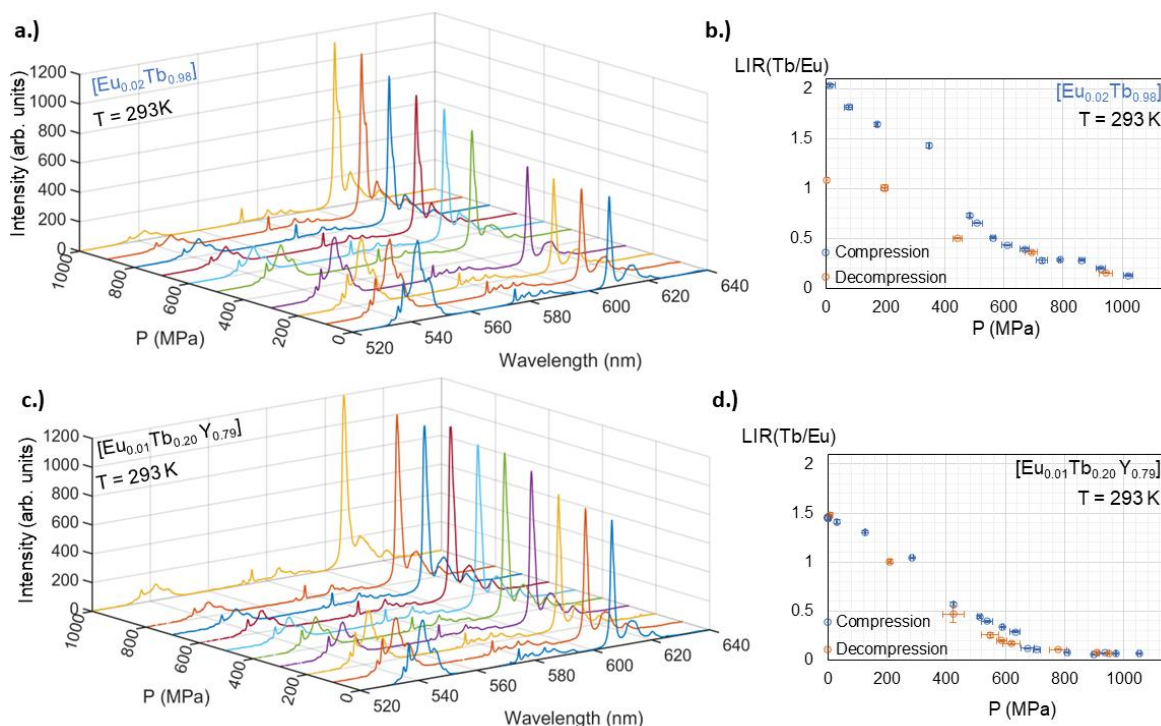 a.)
[Eu0.02Tb0.98]
T = 293K
Intensity (arb. units)
1200
1000
800
600
400
200
0
1000
800
600
400
200
0
P (MPa)
520
540
560
580
600
620
640
Wavelength (nm)
b.)
LIR(Tb/Eu)
[Eu0.02Tb0.98]
T = 293 K
2
1.5
1
0.5
0
Compression
Decompression
0
200
400
600
800
1000
P (MPa)
c.)
[Eu0.01Tb0.20 Y0.79]
T = 293 K
Intensity (arb. units)
1200
1000
800
600
400
200
0
1000
800
600
400
200
0
P (MPa)
520
540
560
580
600
620
640
Wavelength (nm)
d.)
LIR(Tb/Eu)
[Eu0.01Tb0.20 Y0.79]
T = 293 K
2
1.5
1
0.5
0
Compression
Decompression
0
200
400
600
800
1000
P (MPa)